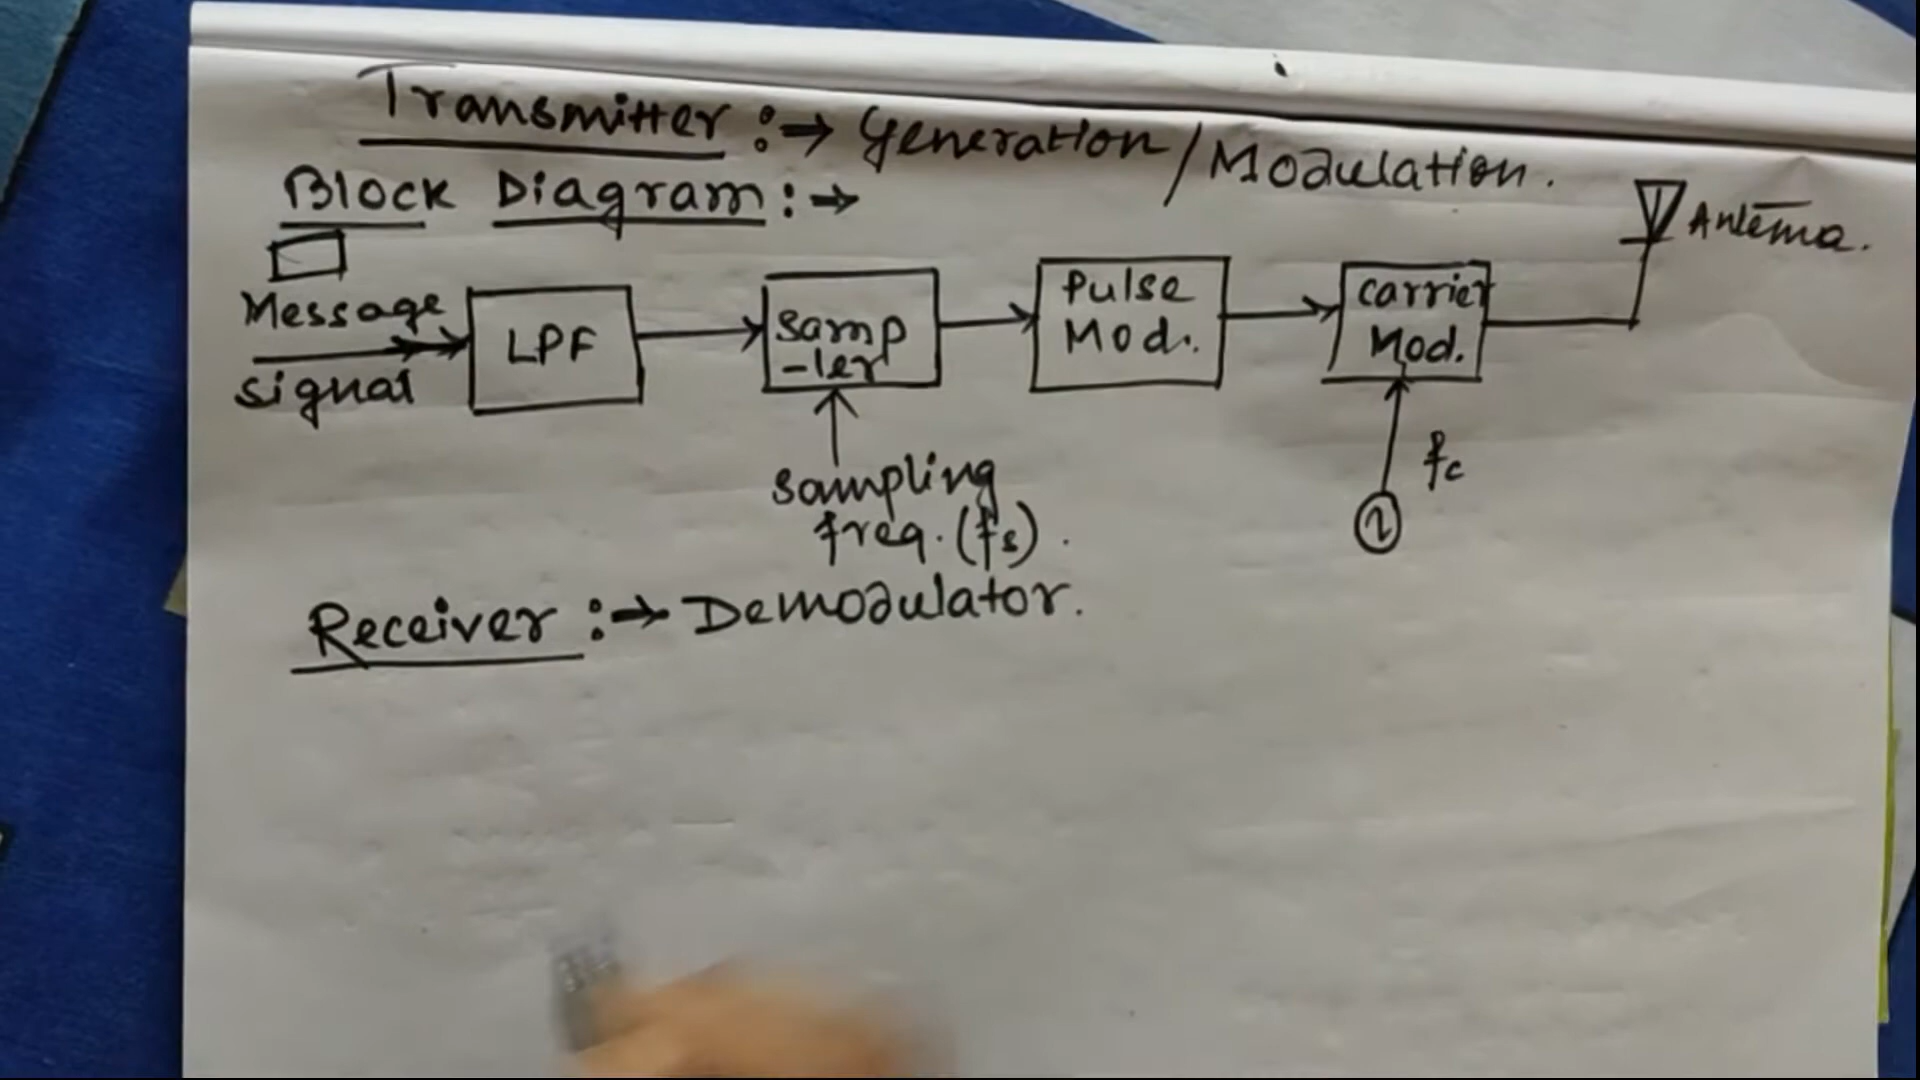 Transmitter :→ Generation/Modulation.
Block Diagram :→
Antenna.
Message
signal
LPF
Samp
-ler
Pulse
Mod.
Carrier
Mod.
fc
Sampling
freq. (fs).
Receiver :→ Demodulator.